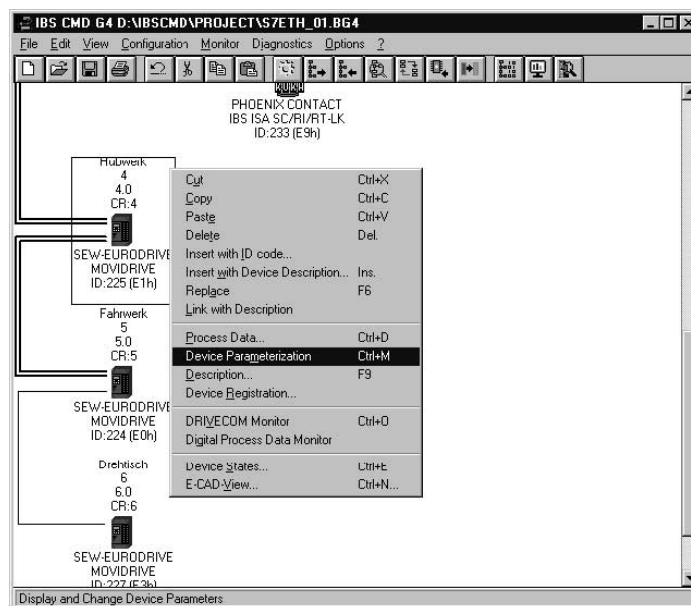 IBS CMD G4 D:\IBSCMD\PROJECT\S7ETH_01.BG4
File Edit View Configuration Monitor Diagnostics Options ?
KUKA
PHOENIX CONTACT
IBS ISA SC/RI/RT-LK
ID:233 (E9h)
Hubwerk
4
4.0
CR:4
SEW-EURODRIVE
MOVIDRIVE
ID:225 (E1h)
Fahrwerk
5
5.0
CR:5
SEW-EURODRIVE
MOVIDRIVE
ID:224 (E0h)
Drehtisch
6
6.0
CR:6
SEW-EURODRIVE
MOVIDRIVE
ID:227 (E3h)
Cut Ctrl+X
Copy Ctrl+C
Paste Ctrl+V
Delete Del.
Insert with ID code...
Insert with Device Description... Ins.
Replace F6
Link with Description
Process Data... Ctrl+D
Device Parameterization Ctrl+M
Description... F9
Device Registration...
DRIVECOM Monitor Ctrl+O
Digital Process Data Monitor
Device States... Ctrl+E
E-CAD-View... Ctrl+N...
Display and Change Device Parameters